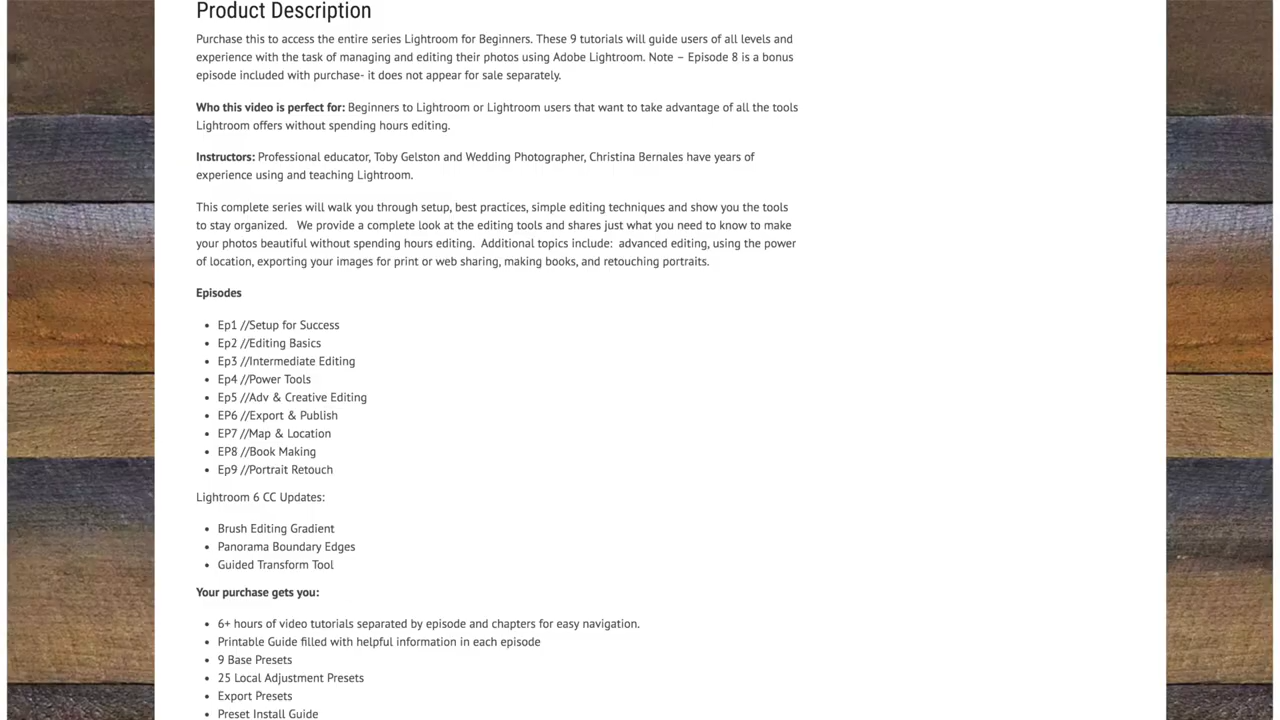 Product Description
Purchase this to access the entire series Lightroom for Beginners. These 9 tutorials will guide users of all levels and
experience with the task of managing and editing their photos using Adobe Lightroom. Note – Episode 8 is a bonus
episode included with purchase- it does not appear for sale separately.
Who this video is perfect for: Beginners to Lightroom or Lightroom users that want to take advantage of all the tools
Lightroom offers without spending hours editing.
Instructors: Professional educator, Toby Gelston and Wedding Photographer, Christina Bernales have years of
experience using and teaching Lightroom.
This complete series will walk you through setup, best practices, simple editing techniques and show you the tools
to stay organized. We provide a complete look at the editing tools and shares just what you need to know to make
your photos beautiful without spending hours editing. Additional topics include: advanced editing, using the power
of location, exporting your images for print or web sharing, making books, and retouching portraits.
Episodes
• Ep1 //Setup for Success
• Ep2 //Editing Basics
• Ep3 //Intermediate Editing
• Ep4 //Power Tools
• Ep5 //Adv & Creative Editing
• EP6 //Export & Publish
• EP7 //Map & Location
• EP8 //Book Making
• Ep9 //Portrait Retouch
Lightroom 6 CC Updates:
• Brush Editing Gradient
• Panorama Boundary Edges
• Guided Transform Tool
Your purchase gets you:
• 6+ hours of video tutorials separated by episode and chapters for easy navigation.
• Printable Guide filled with helpful information in each episode
• 9 Base Presets
• 25 Local Adjustment Presets
• Export Presets
• Preset Install Guide